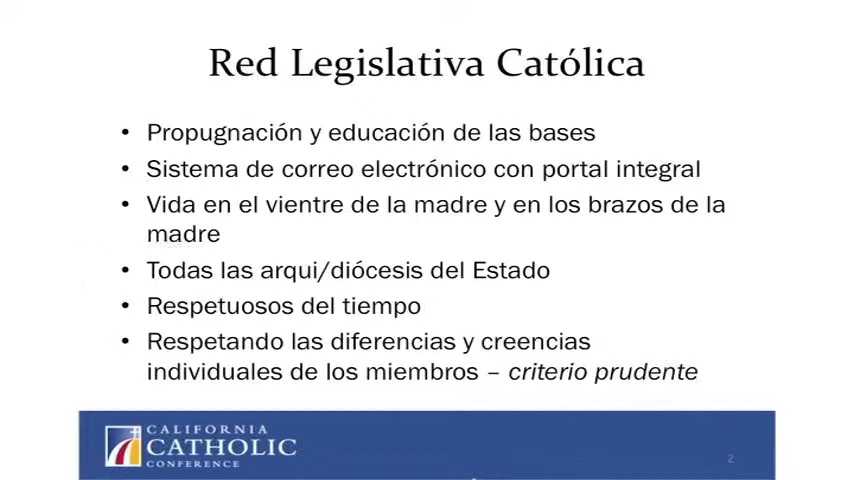 Red Legislativa Católica
• Propugnación y educación de las bases
• Sistema de correo electrónico con portal integral
• Vida en el vientre de la madre y en los brazos de la
madre
• Todas las arqui/diócesis del Estado
• Respetuosos del tiempo
• Respetando las diferencias y creencias
individuales de los miembros – criterio prudente
CALIFORNIA
CATHOLIC
CONFERENCE
2